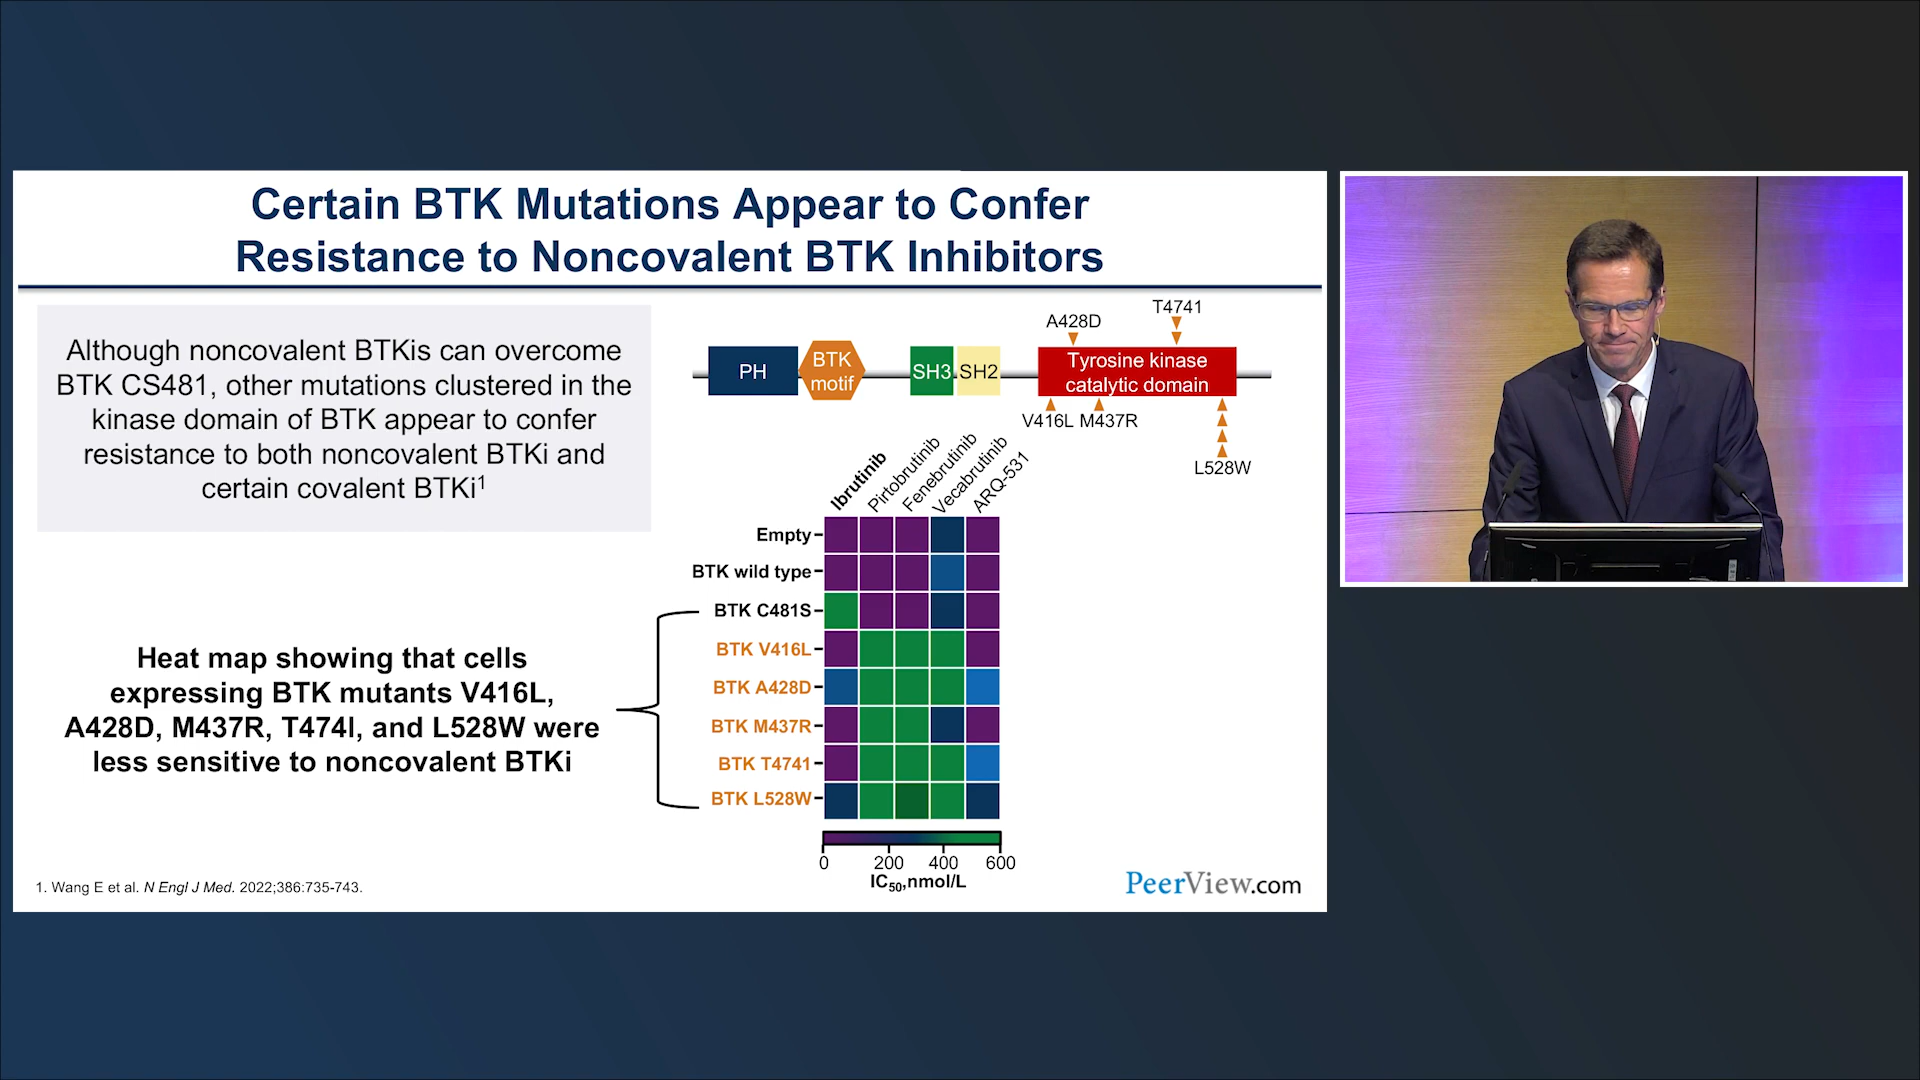 Certain BTK Mutations Appear to Confer
Resistance to Noncovalent BTK Inhibitors
Although noncovalent BTKis can overcome
BTK CS481, other mutations clustered in the
kinase domain of BTK appear to confer
resistance to both noncovalent BTKi and
certain covalent BTKi1
PH
BTK
motif
SH3
SH2
A428D
T4741
Tyrosine kinase
catalytic domain
V416L M437R
L528W
Ibrutinib
Pirtobrutinib
Fenebrutinib
Vecabrutinib
ARQ-531
Empty
BTK wild type
BTK C481S
BTK V416L
BTK A428D
BTK M437R
BTK T4741
BTK L528W
Heat map showing that cells
expressing BTK mutants V416L,
A428D, M437R, T474I, and L528W were
less sensitive to noncovalent BTKi
0 200 400 600
IC50,nmol/L
1. Wang E et al. N Engl J Med. 2022;386:735-743.
PeerView.com